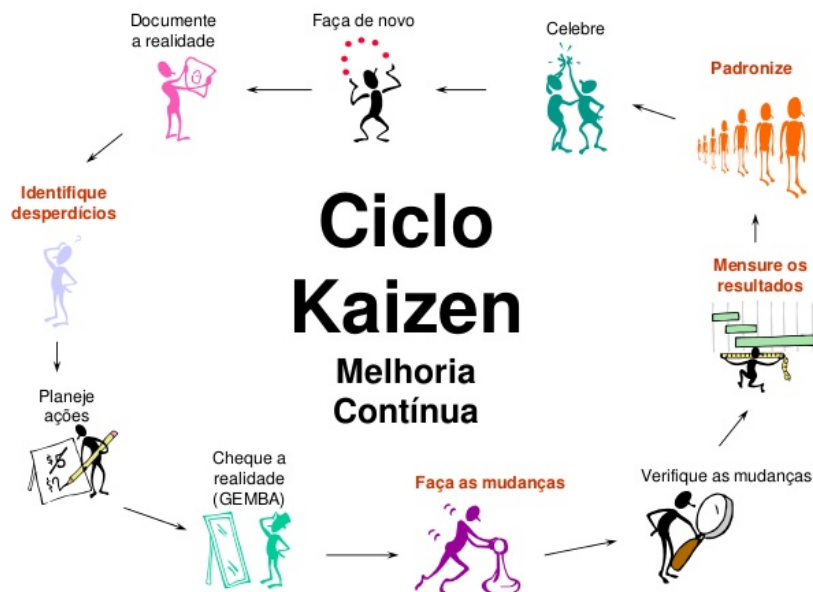 Documente
a realidade
Faça de novo
Celebre
Padronize
Identifique
desperdícios
Ciclo
Kaizen
Melhoria
Contínua
Mensure os
resultados
Planeje
ações
Cheque a
realidade
(GEMBA)
Faça as mudanças
Verifique as mudanças